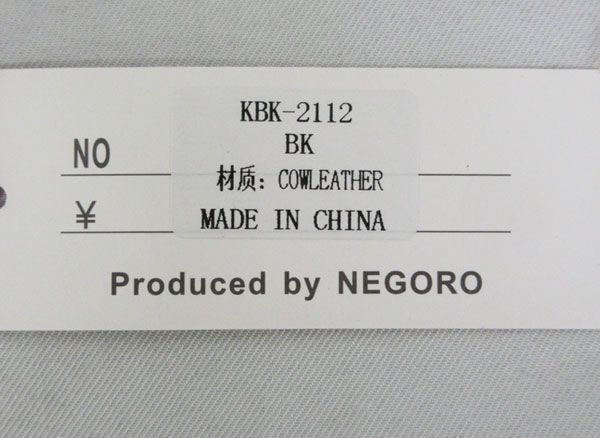 KBK-2112
NO BK
材质: COWLEATHER
¥ MADE IN CHINA
Produced by NEGORO